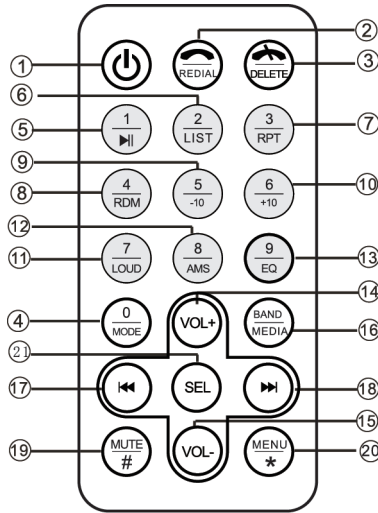 2
1
REDIAL
DELETE
3
6
5
1
2
LIST
3
RPT
7
9
8
4
RDM
5
-10
6
+10
10
12
11
7
LOUD
8
AMS
9
EQ
13
14
4
0
MODE
VOL+
BAND
MEDIA
16
21
17
SEL
18
15
19
MUTE
#
VOL-
MENU
*
20